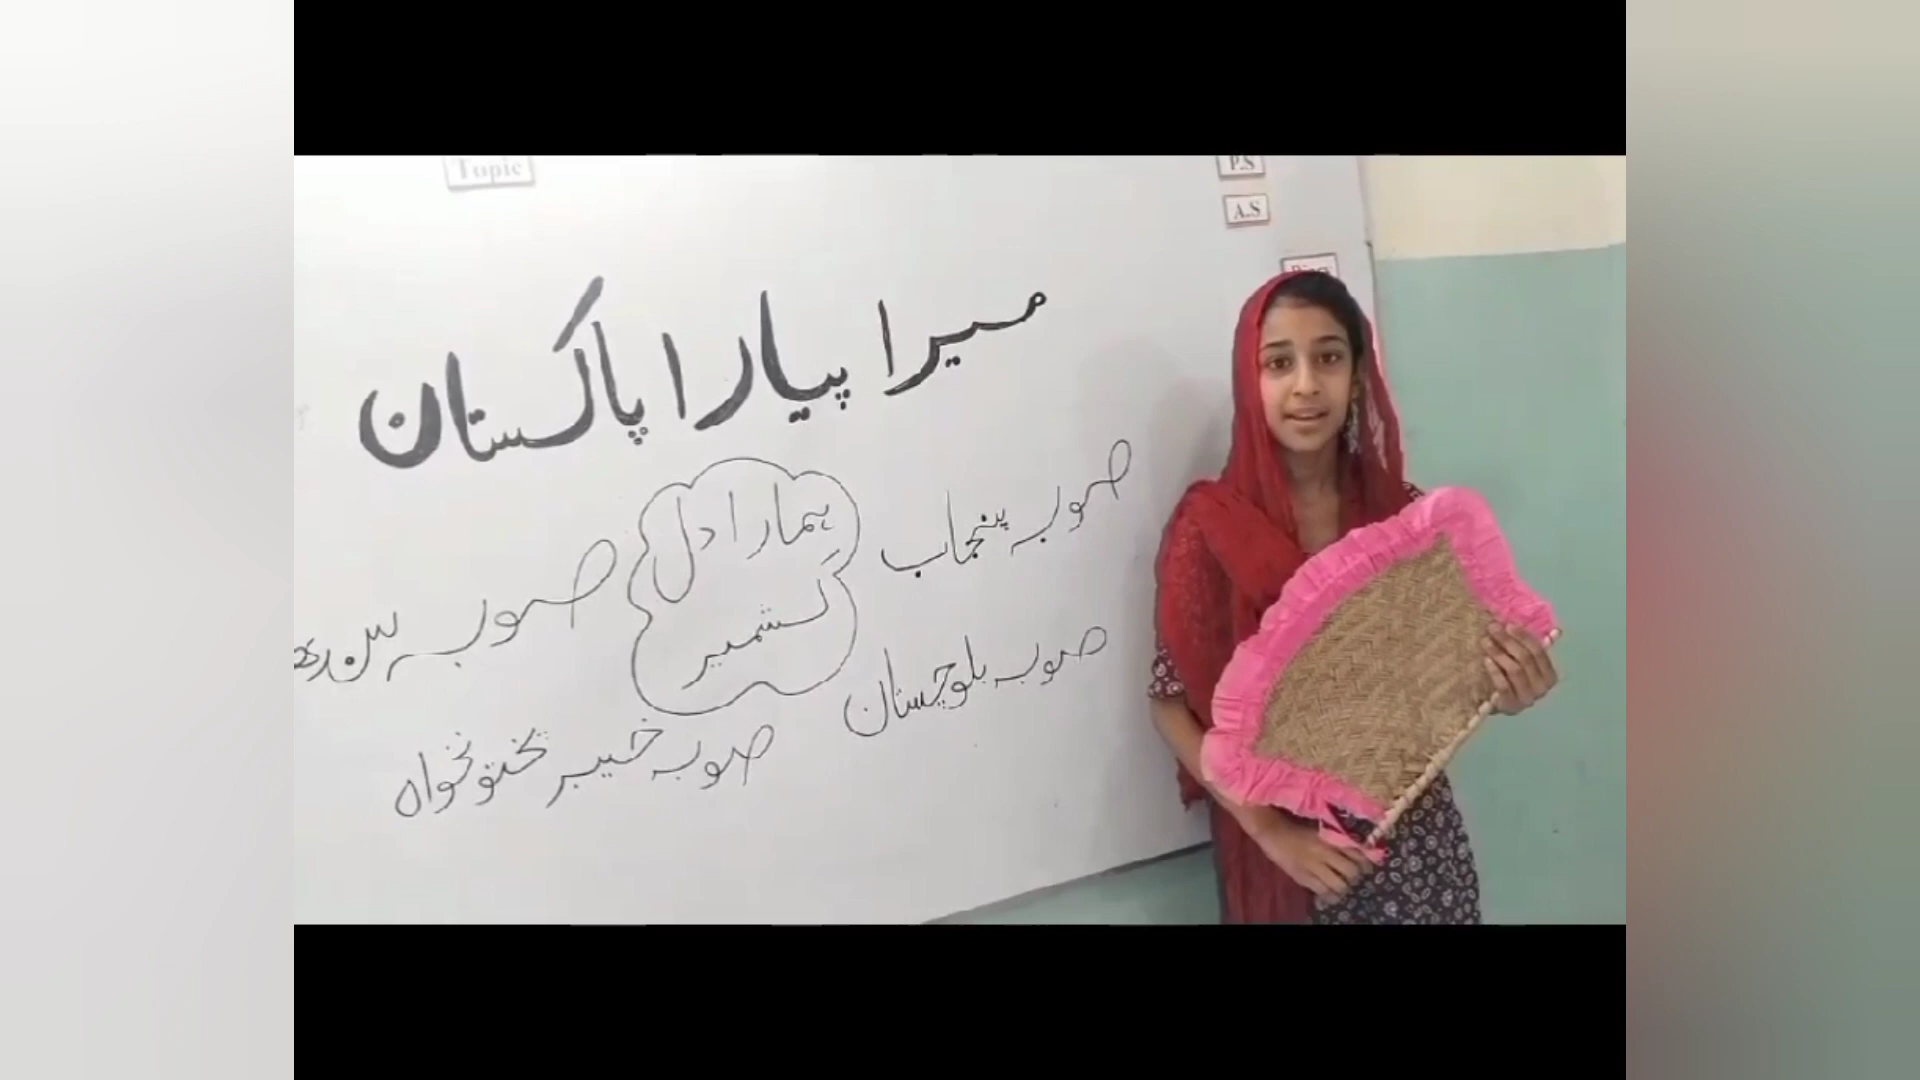 Topic
P.S
A.S
میرا پیارا پاکستان
صوبہ پنجاب
ہمارا دل
کشمیر
صوبہ سندھ
صوبہ بلوچستان
صوبہ خیبر پختونخواہ